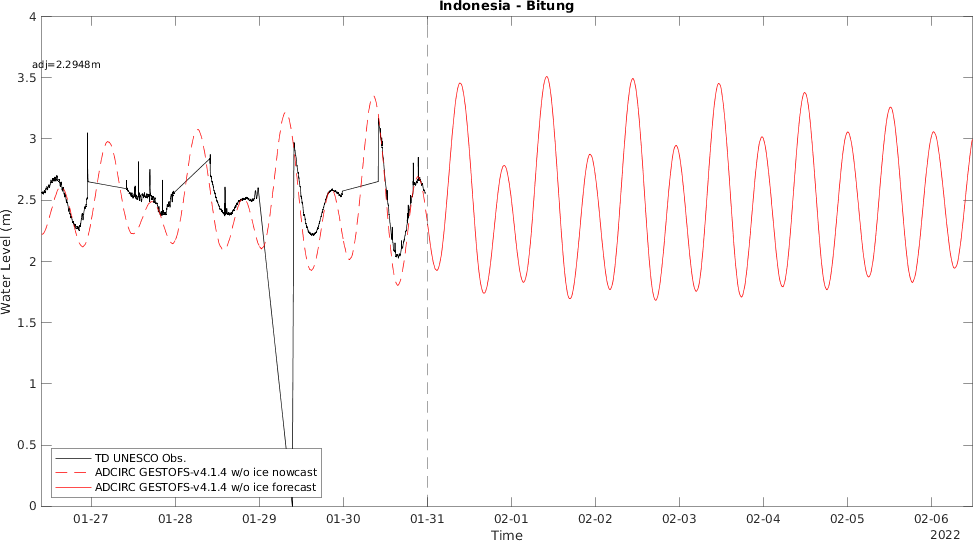 Indonesia - Bitung
adj=2.2948m
Water Level (m)
4
3.5
3
2.5
2
1.5
1
0.5
0
TD UNESCO Obs.
ADCIRC GESTOFS-v4.1.4 w/o ice nowcast
ADCIRC GESTOFS-v4.1.4 w/o ice forecast
01-27 01-28 01-29 01-30 01-31 02-01 02-02 02-03 02-04 02-05 02-06
Time
2022